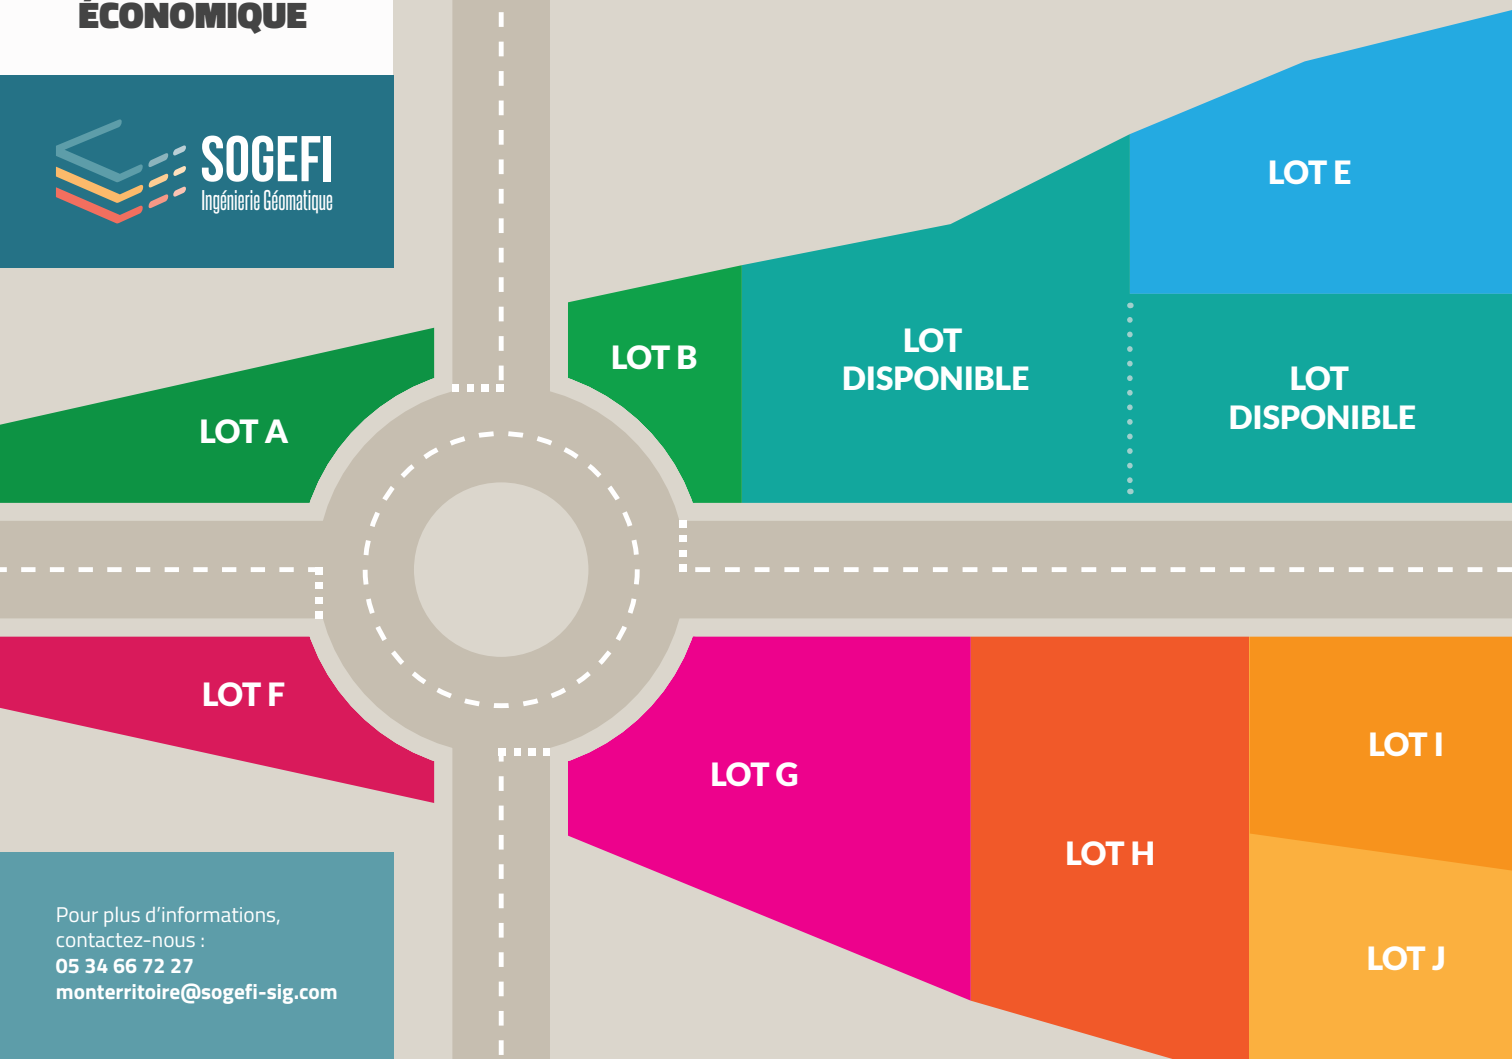 ÉCONOMIQUE
SOGEFI
Ingénierie Géomatique
LOT E
LOT B
LOT
DISPONIBLE
LOT
DISPONIBLE
LOT A
LOT F
LOT G
LOT I
LOT H
LOT J
Pour plus d'informations,
contactez-nous :
05 34 66 72 27
monterritoire@sogefi-sig.com